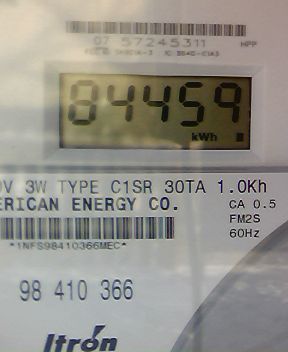 07 57245311 HPP
84459
kWh
0V 3W TYPE C1SR 30TA 1.0Kh
ERICAN ENERGY CO. CA 0.5
FM2S
*1NFS98410366MEC* 60Hz
98 410 366
Itron